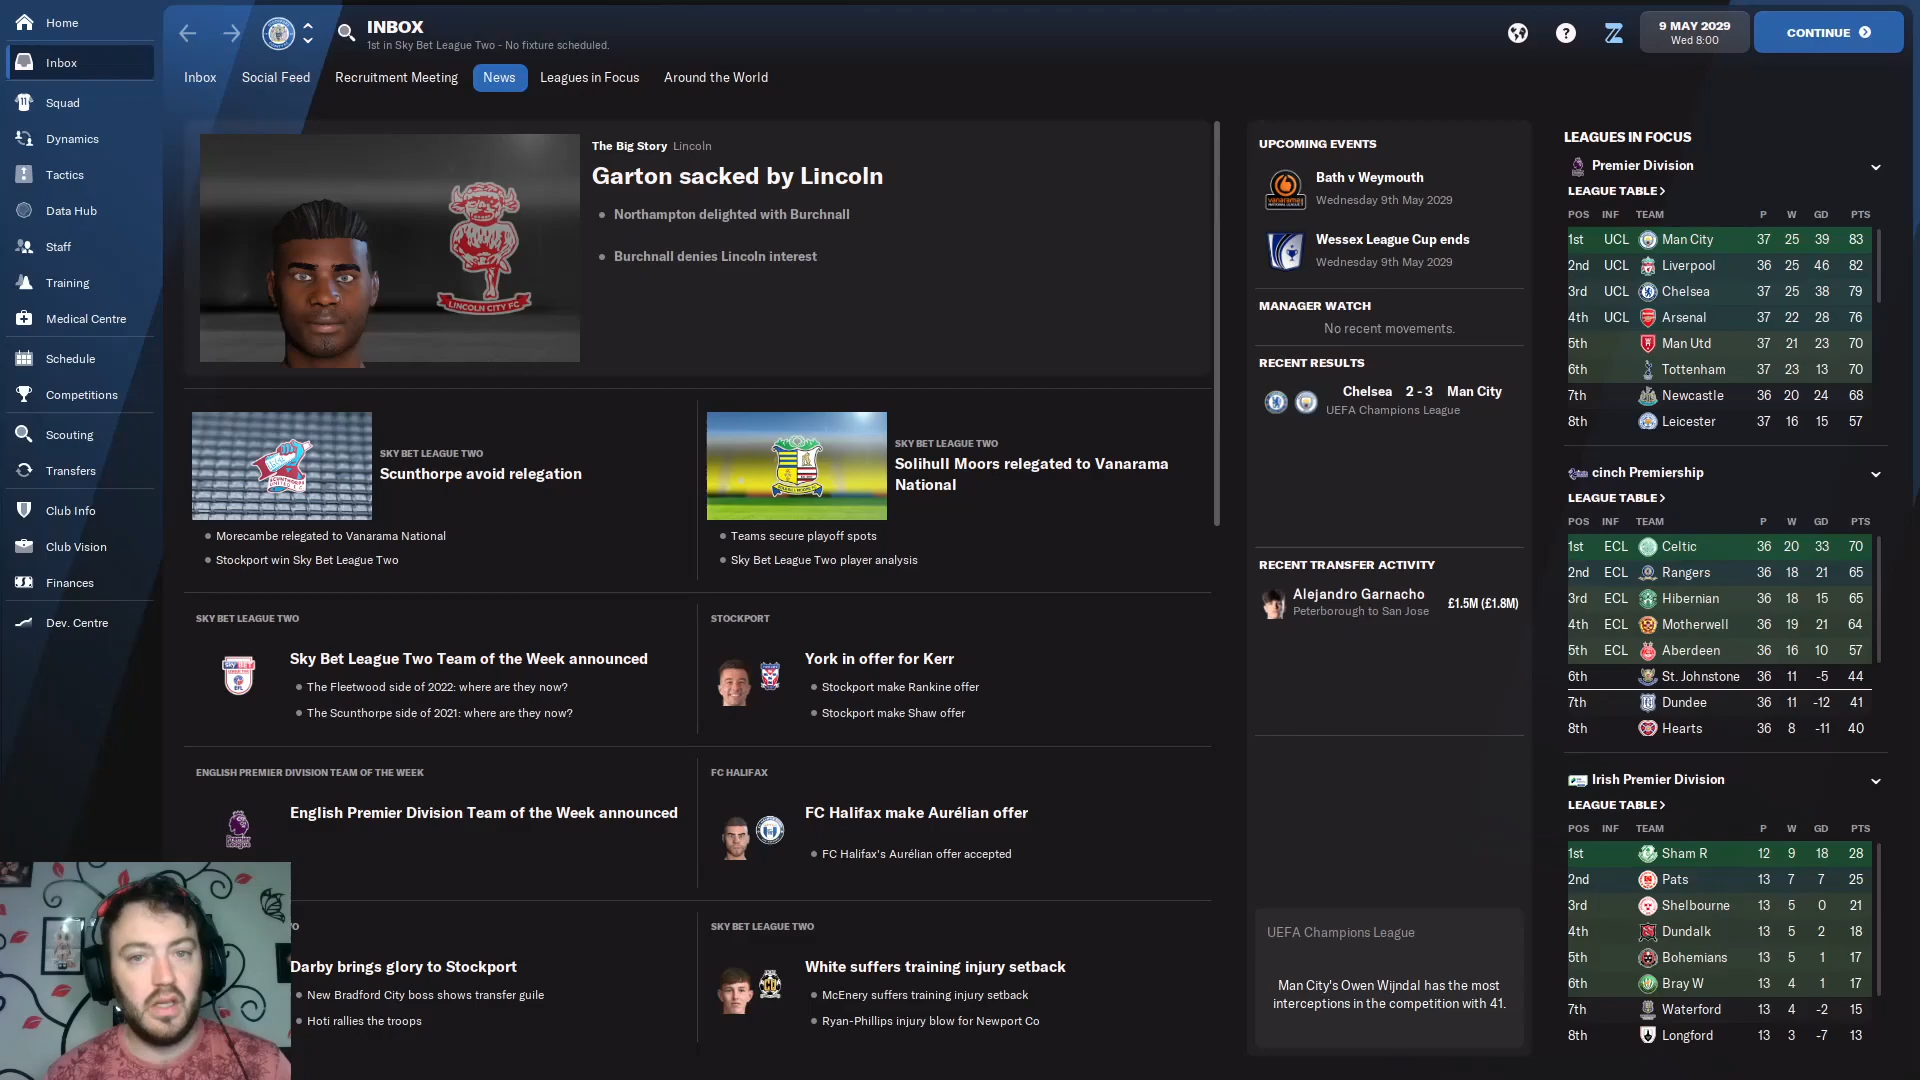 Home
Inbox
Squad
Dynamics
Tactics
Data Hub
Staff
Training
Medical Centre
Schedule
Competitions
Scouting
Transfers
Club Info
Club Vision
Finances
Dev. Centre
INBOX
1st in Sky Bet League Two - No fixture scheduled.
9 MAY 2029
Wed 8:00
CONTINUE
Inbox Social Feed Recruitment Meeting News Leagues in Focus Around the World
The Big Story Lincoln
Garton sacked by Lincoln
Northampton delighted with Burchnall
Burchnall denies Lincoln interest
LINCOLN CITY FC
SKY BET LEAGUE TWO
Scunthorpe avoid relegation
Morecambe relegated to Vanarama National
Stockport win Sky Bet League Two
SKY BET LEAGUE TWO
Solihull Moors relegated to Vanarama
National
Teams secure playoff spots
Sky Bet League Two player analysis
SKY BET LEAGUE TWO
Sky Bet League Two Team of the Week announced
The Fleetwood side of 2022: where are they now?
The Scunthorpe side of 2021: where are they now?
STOCKPORT
York in offer for Kerr
Stockport make Rankine offer
Stockport make Shaw offer
ENGLISH PREMIER DIVISION TEAM OF THE WEEK
English Premier Division Team of the Week announced
FC HALIFAX
FC Halifax make Aurélian offer
FC Halifax's Aurélian offer accepted
Darby brings glory to Stockport
New Bradford City boss shows transfer guile
Hoti rallies the troops
SKY BET LEAGUE TWO
White suffers training injury setback
McEnery suffers training injury setback
Ryan-Phillips injury blow for Newport Co
UPCOMING EVENTS
Bath v Weymouth
Wednesday 9th May 2029
Wessex League Cup ends
Wednesday 9th May 2029
MANAGER WATCH
No recent movements.
RECENT RESULTS
Chelsea 2 - 3 Man City
UEFA Champions League
RECENT TRANSFER ACTIVITY
Alejandro Garnacho
Peterborough to San Jose
£1.5M (£1.8M)
UEFA Champions League
Man City's Owen Wijndal has the most
interceptions in the competition with 41.
LEAGUES IN FOCUS
Premier Division
LEAGUE TABLE >
POS INF TEAM P W GD PTS
1st UCL Man City 37 25 39 83
2nd UCL Liverpool 36 25 46 82
3rd UCL Chelsea 37 25 38 79
4th UCL Arsenal 37 22 28 76
5th Man Utd 37 21 23 70
6th Tottenham 37 23 13 70
7th Newcastle 36 20 24 68
8th Leicester 37 16 15 57
cinch Premiership
LEAGUE TABLE >
POS INF TEAM P W GD PTS
1st ECL Celtic 36 20 33 70
2nd ECL Rangers 36 18 21 65
3rd ECL Hibernian 36 18 15 65
4th ECL Motherwell 36 19 21 64
5th ECL Aberdeen 36 16 10 57
6th St. Johnstone 36 11 -5 44
7th Dundee 36 11 -12 41
8th Hearts 36 8 -11 40
Irish Premier Division
LEAGUE TABLE >
POS INF TEAM P W GD PTS
1st Sham R 12 9 18 28
2nd Pats 13 7 7 25
3rd Shelbourne 13 5 0 21
4th Dundalk 13 5 2 18
5th Bohemians 13 5 1 17
6th Bray W 13 4 1 17
7th Waterford 13 4 -2 15
8th Longford 13 3 -7 13